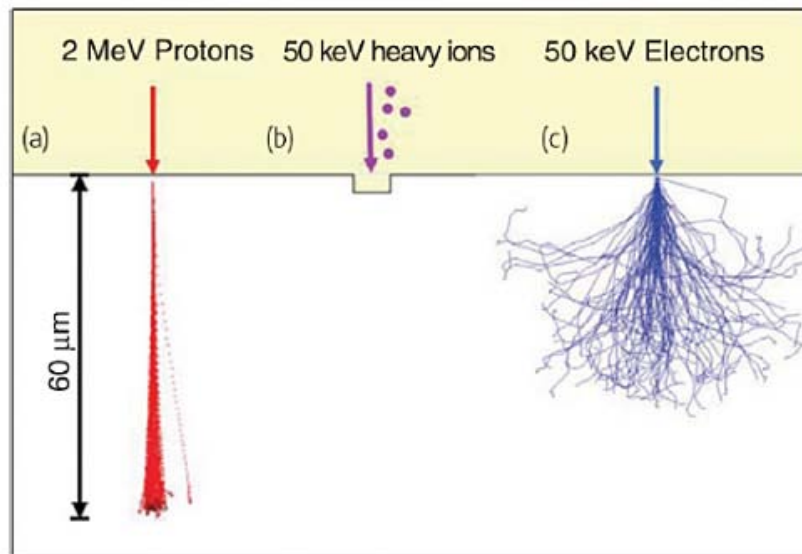 2 MeV Protons
50 keV heavy ions
50 keV Electrons
(a)
(b)
(c)
60 μm